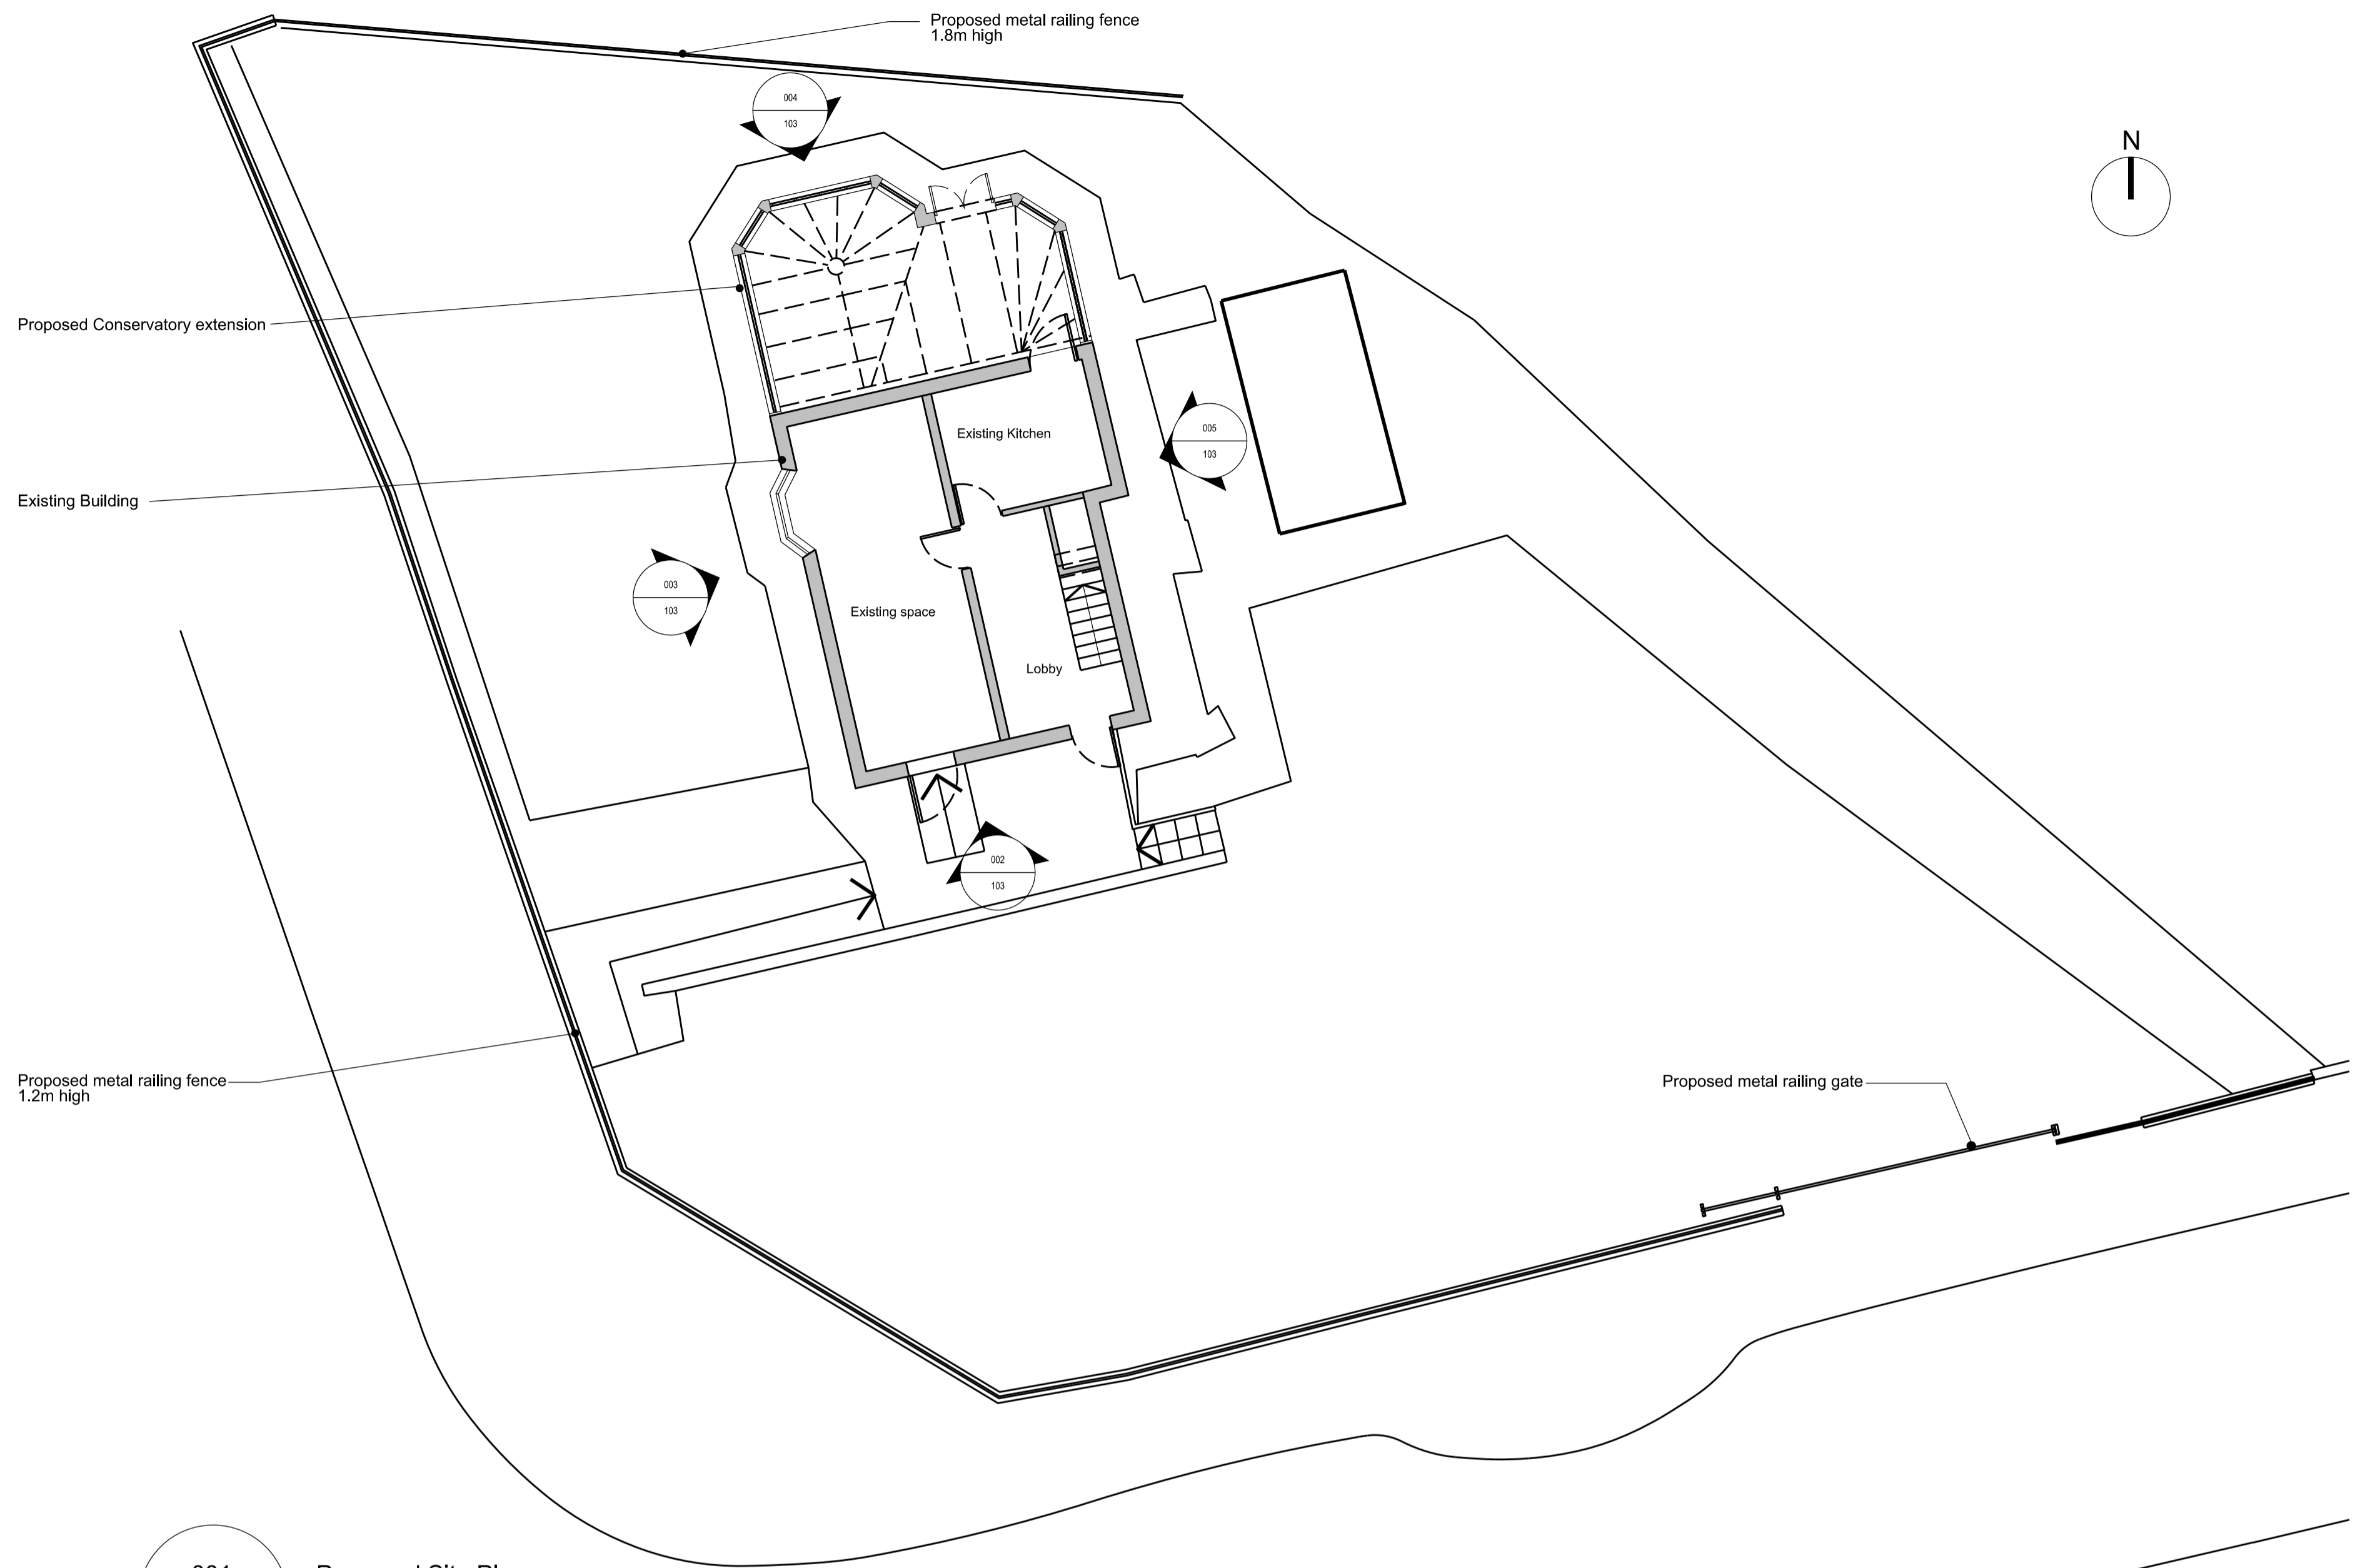 Proposed metal railing fence
1.8m high
004
103
N
Proposed Conservatory extension
Existing Kitchen
005
103
Existing Building
003
103
Existing space
Lobby
002
103
Proposed metal railing fence
1.2m high
Proposed metal railing gate